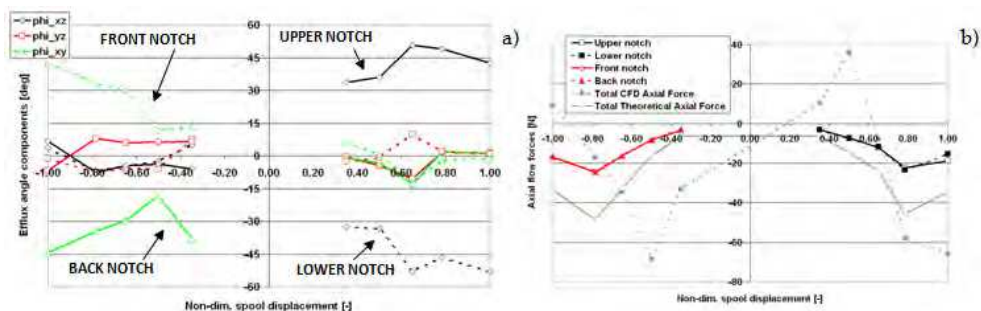 phi_xz
phi_yz
phi_xy
FRONT NOTCH
UPPER NOTCH
BACK NOTCH
LOWER NOTCH
a)
Efflux angle components [deg]
60
45
30
15
0
-15
-30
-45
-60
-1.00
-0.80
-0.60
-0.40
-0.20
0.00
0.20
0.40
0.60
0.80
1.00
Non-dim. spool displacement [-]
b)
Upper notch
Lower notch
Front notch
Back notch
Total CFD Axial Force
Total Theoretical Axial Force
Axial flow forces [N]
40
20
0
-20
-40
-60
-80
-1.00
-0.80
-0.60
-0.40
-0.20
0.00
0.20
0.40
0.60
0.80
1.00
Non-dim. spool displacement [-]